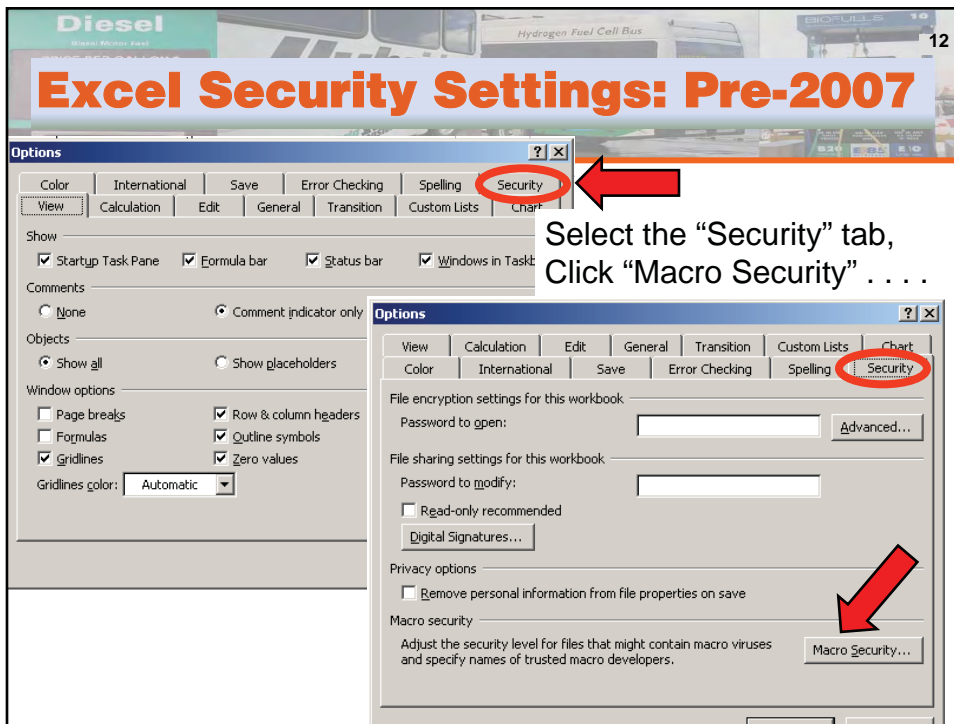 Diesel
Hydrogen Fuel Cell Bus
BIOFULLS 10
12
Excel Security Settings: Pre-2007
B20 E-85 E10
Options
Color International Save Error Checking Spelling Security
View Calculation Edit General Transition Custom Lists Chart
Show
Startup Task Pane Formula bar Status bar Windows in Taskb
Comments
None Comment indicator only
Objects
Show all Show placeholders
Window options
Page breaks Row & column headers
Formulas Outline symbols
Gridlines Zero values
Gridlines color: Automatic
Select the “Security” tab,
Click “Macro Security” . . . .
Options
View Calculation Edit General Transition Custom Lists Chart
Color International Save Error Checking Spelling Security
File encryption settings for this workbook
Password to open: Advanced...
File sharing settings for this workbook
Password to modify:
Read-only recommended
Digital Signatures...
Privacy options
Remove personal information from file properties on save
Macro security
Adjust the security level for files that might contain macro viruses
and specify names of trusted macro developers.
Macro Security...